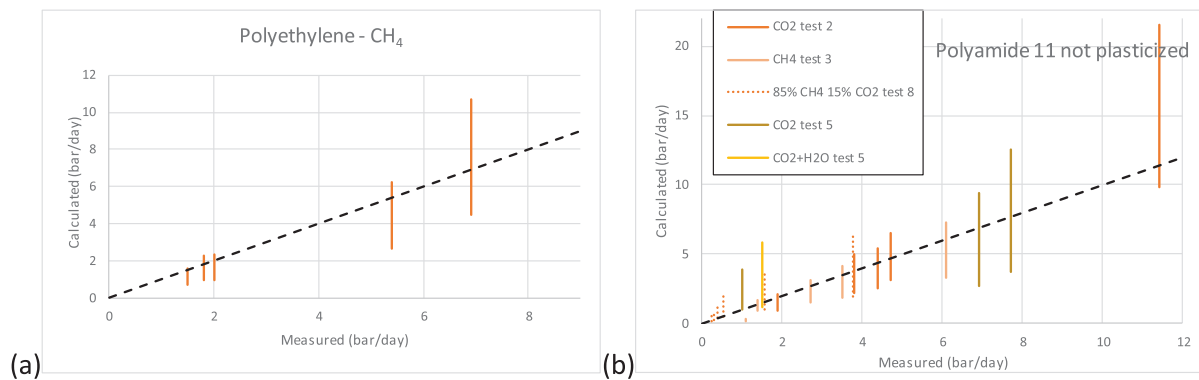 Polyethylene - CH4
Calculated (bar/day)
12
10
8
6
4
2
0
0 2 4 6 8
Measured (bar/day)
(a)
CO2 test 2
CH4 test 3
85% CH4 15% CO2 test 8
CO2 test 5
CO2+H2O test 5
Polyamide 11 not plasticized
Calculated (bar/day)
20
15
10
5
0
0 2 4 6 8 10 12
Measured (bar/day)
(b)